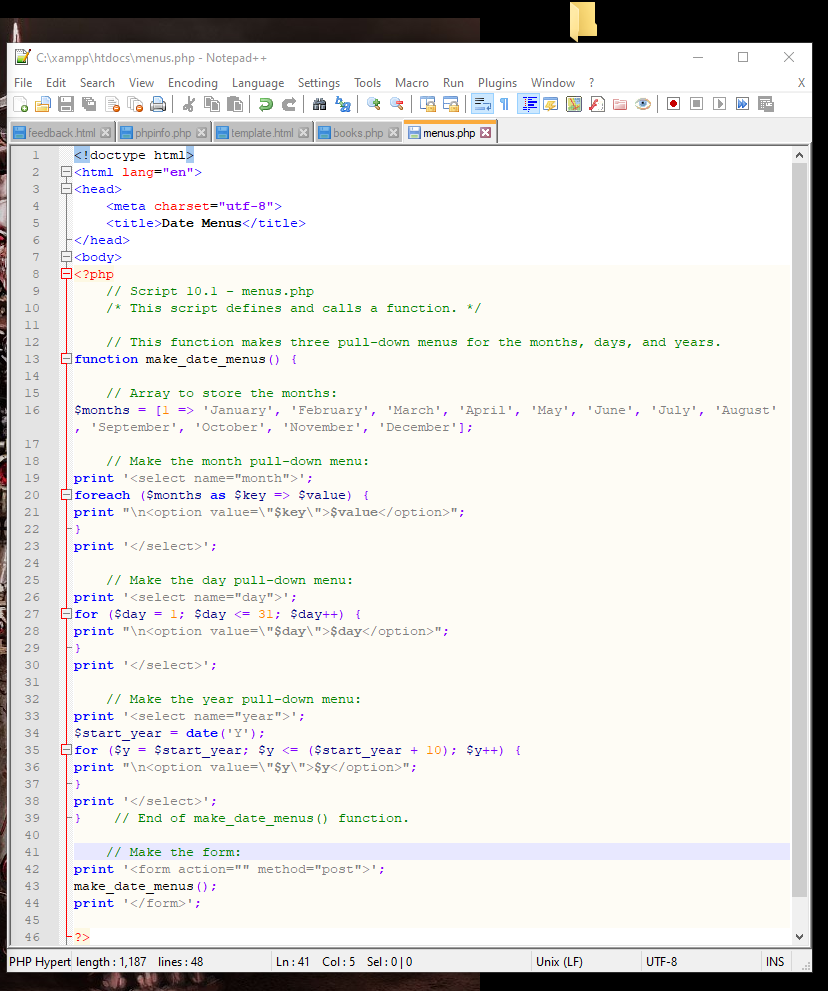 C:\xampp\htdocs\menus.php - Notepad++
File Edit Search View Encoding Language Settings Tools Macro Run Plugins Window ? X
feedback.html phpinfo.php template.html books.php menus.php
1 <!doctype html>
2 <html lang="en">
3 <head>
4 <meta charset="utf-8">
5 <title>Date Menus</title>
6 </head>
7 <body>
8 <?php
9 // Script 10.1 - menus.php
10 /* This script defines and calls a function. */
11
12 // This function makes three pull-down menus for the months, days, and years.
13 function make_date_menus() {
14
15 // Array to store the months:
16 $months = [1 => 'January', 'February', 'March', 'April', 'May', 'June', 'July', 'August'
, 'September', 'October', 'November', 'December'];
17
18 // Make the month pull-down menu:
19 print '<select name="month">';
20 foreach ($months as $key => $value) {
21 print "\n<option value=\"$key\">$value</option>";
22 }
23 print '</select>';
24
25 // Make the day pull-down menu:
26 print '<select name="day">';
27 for ($day = 1; $day <= 31; $day++) {
28 print "\n<option value=\"$day\">$day</option>";
29 }
30 print '</select>';
31
32 // Make the year pull-down menu:
33 print '<select name="year">';
34 $start_year = date('Y');
35 for ($y = $start_year; $y <= ($start_year + 10); $y++) {
36 print "\n<option value=\"$y\">$y</option>";
37 }
38 print '</select>';
39 } // End of make_date_menus() function.
40
41 // Make the form:
42 print '<form action="" method="post">';
43 make_date_menus();
44 print '</form>';
45
46 ?>
PHP Hypert length : 1,187 lines : 48 Ln : 41 Col : 5 Sel : 0 | 0 Unix (LF) UTF-8 INS